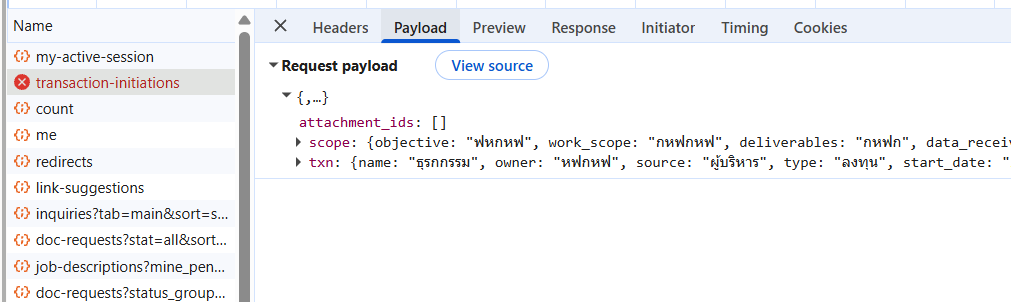 Name
my-active-session
transaction-initiations
count
me
redirects
link-suggestions
inquiries?tab=main&sort=s...
doc-requests?stat=all&sort...
job-descriptions?mine_pen...
doc-requests?status_group...
Headers Payload Preview Response Initiator Timing Cookies
Request payload View source
{,…}
attachment_ids: []
scope: {objective: "ฟหกหฟ", work_scope: "กหฟกหฟ", deliverables: "กหฟก", data_recei
txn: {name: "ธุรกกรรม", owner: "หฟกหฟ", source: "ผู้บริหาร", type: "ลงทุน", start_date: "